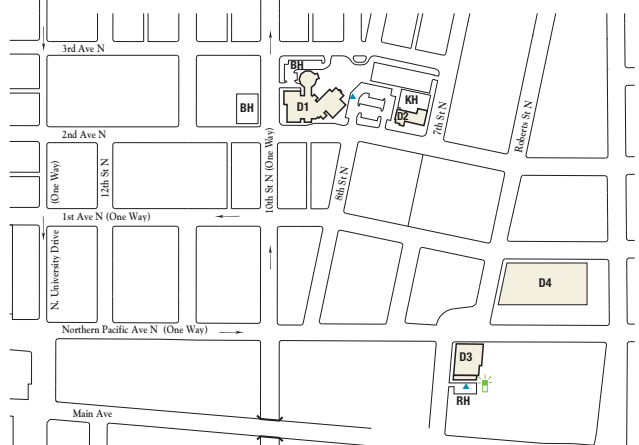 3rd Ave N
BH
BH
D1
KH
D2
2nd Ave N
7th St N
Roberts St N
10th St N (One Way)
(One Way)
12th St N
8th St N
1st Ave N (One Way)
N. University Drive
D4
Northern Pacific Ave N (One Way)
D3
RH
Main Ave